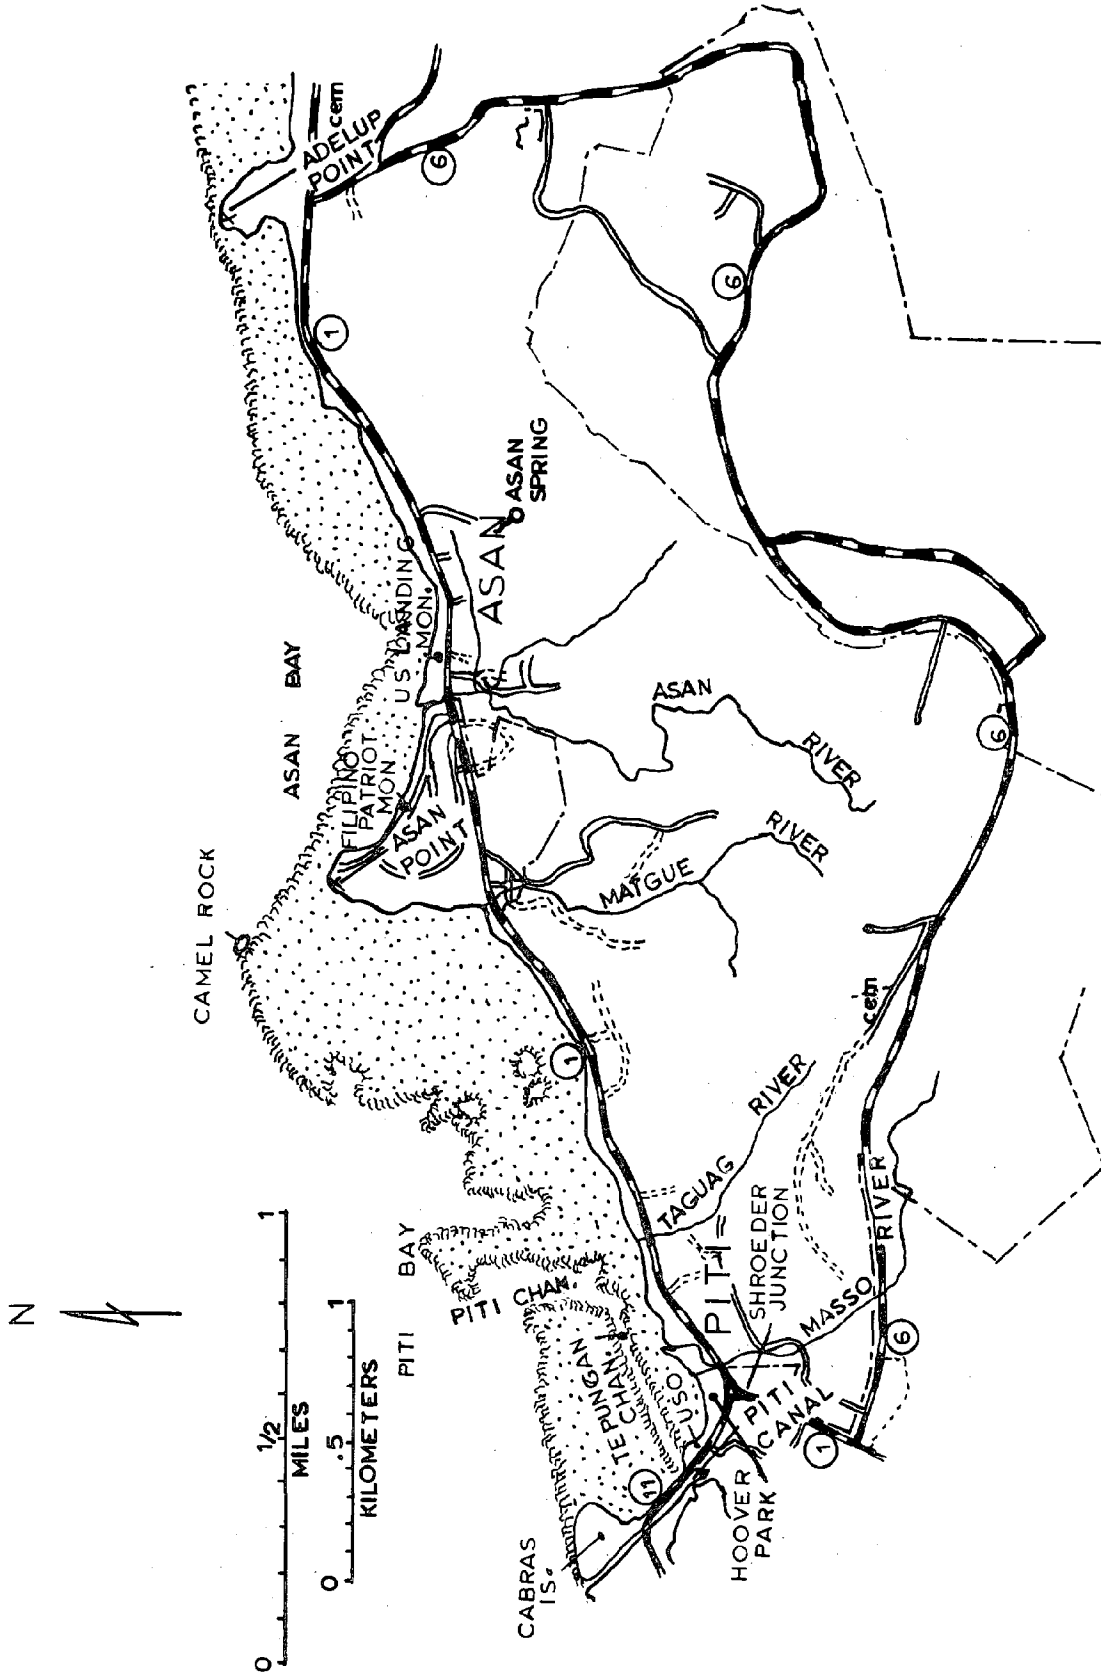 N
0 1/2 1
MILES
0 .5 1
KILOMETERS
cem
ADELUP
POINT
6
1
6
ASAN
SPRING
ASAN
US LANDING
MON.
ASAN BAY
FILIPINO
PATRIOT
MON.
ASAN
POINT
CAMEL ROCK
ASAN
RIVER
MATGUE
RIVER
6
cem
1
TAGUAG
RIVER
PITI BAY
PITI CHAN.
TEPUNGAN
CHAN.
PITI
SHROEDER
JUNCTION
MASSO
RIVER
6
USO
PITI
CANAL
1
11
HOOVER
PARK
CABRAS
IS.